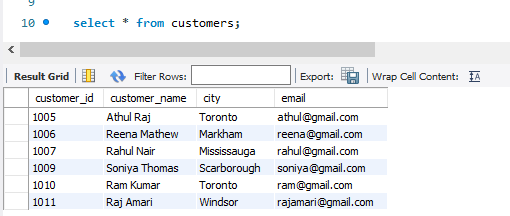 9
10 select * from customers;
Result Grid Filter Rows: Export: Wrap Cell Content:
customer_id customer_name city email
1005 Athul Raj Toronto athul@gmail.com
1006 Reena Mathew Markham reena@gmail.com
1007 Rahul Nair Mississauga rahul@gmail.com
1009 Soniya Thomas Scarborough soniya@gmail.com
1010 Ram Kumar Toronto ram@gmail.com
1011 Raj Amari Windsor rajamari@gmail.com